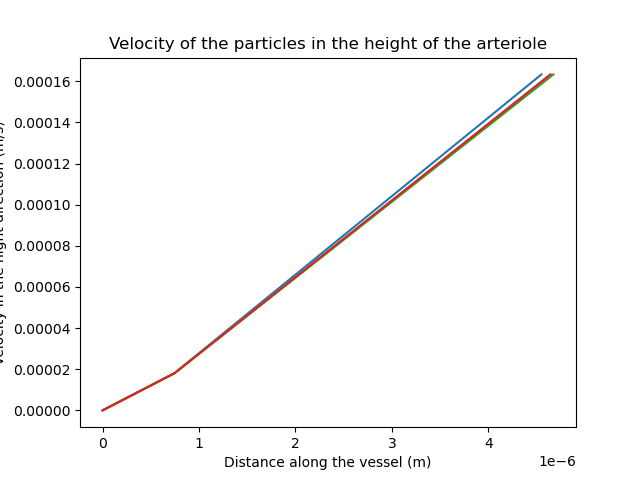 Velocity of the particles in the height of the arteriole
0.00016
0.00014
0.00012
0.00010
0.00008
0.00006
0.00004
0.00002
0.00000
in the
direction (m/s)
0 1 2 3 4
1e−6
Distance along the vessel (m)